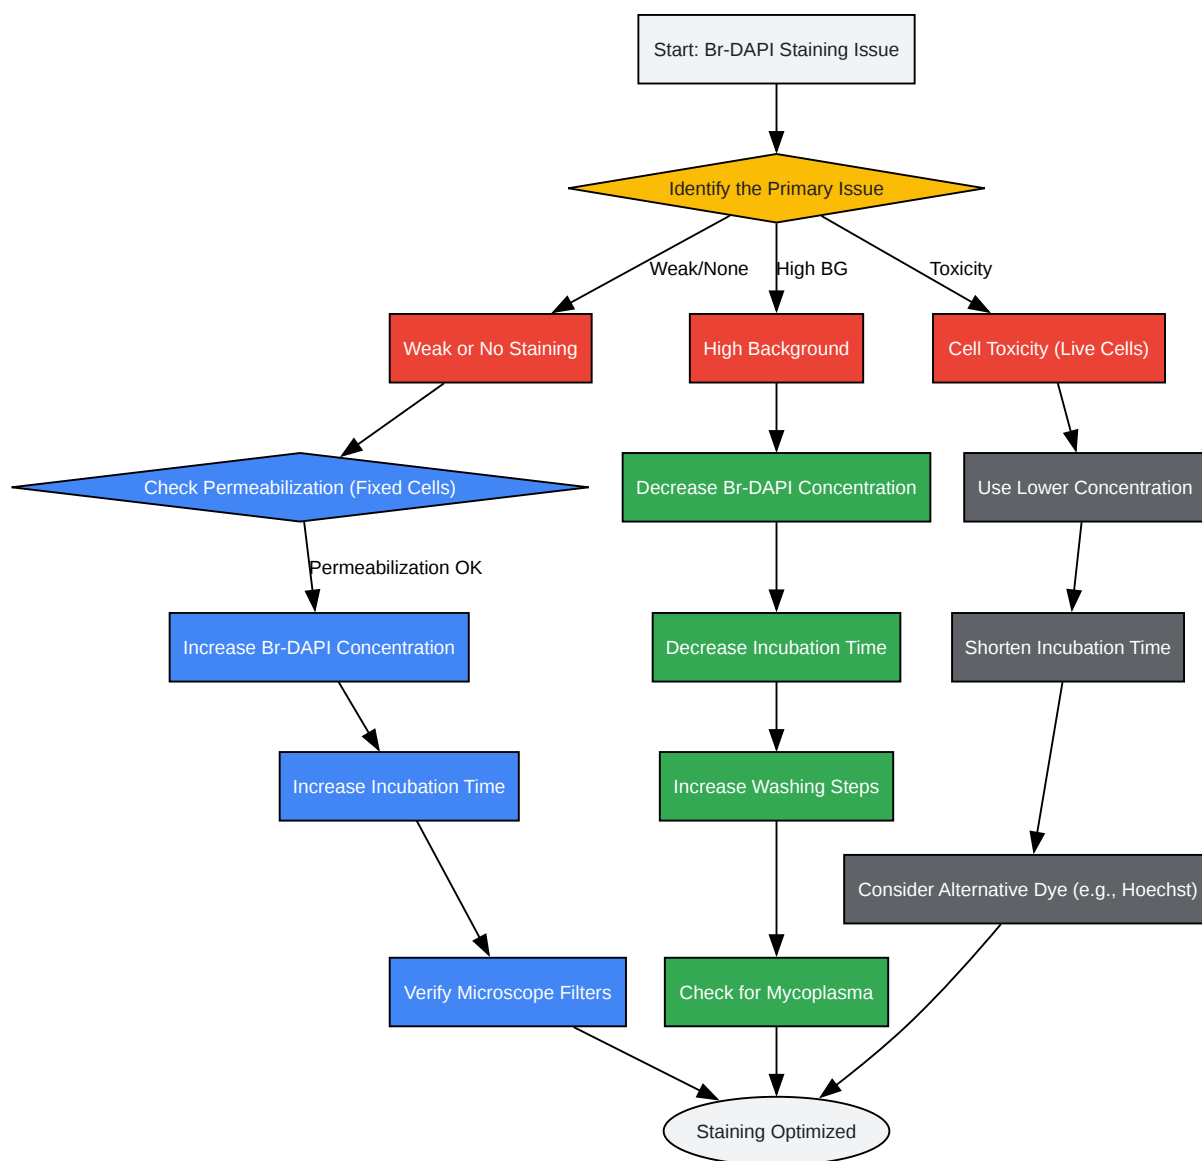 Start: Br-DAPI Staining Issue
Identify the Primary Issue
Weak/None
High BG
Toxicity
Weak or No Staining
High Background
Cell Toxicity (Live Cells)
Check Permeabilization (Fixed Cells)
Decrease Br-DAPI Concentration
Use Lower Concentration
Permeabilization OK
Increase Br-DAPI Concentration
Decrease Incubation Time
Shorten Incubation Time
Increase Incubation Time
Increase Washing Steps
Consider Alternative Dye (e.g., Hoechst)
Verify Microscope Filters
Check for Mycoplasma
Staining Optimized